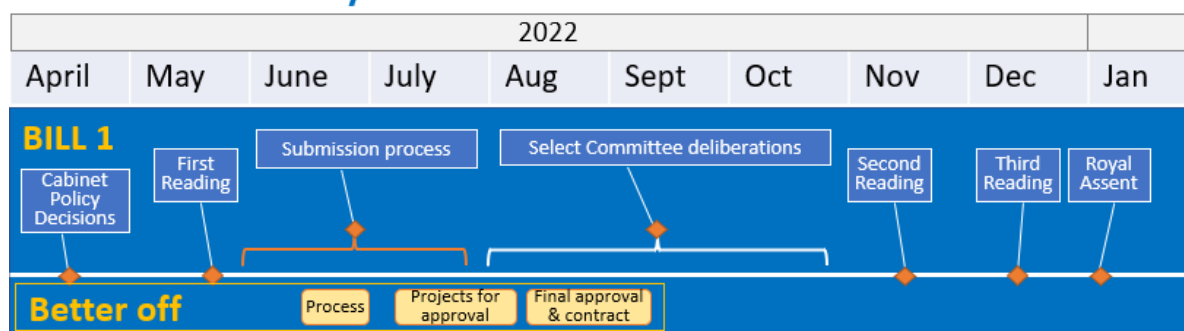 2022
April May June July Aug Sept Oct Nov Dec Jan
BILL 1
Cabinet
Policy
Decisions
First
Reading
Submission process
Select Committee deliberations
Second
Reading
Third
Reading
Royal
Assent
Better off
Process
Projects for
approval
Final approval
& contract